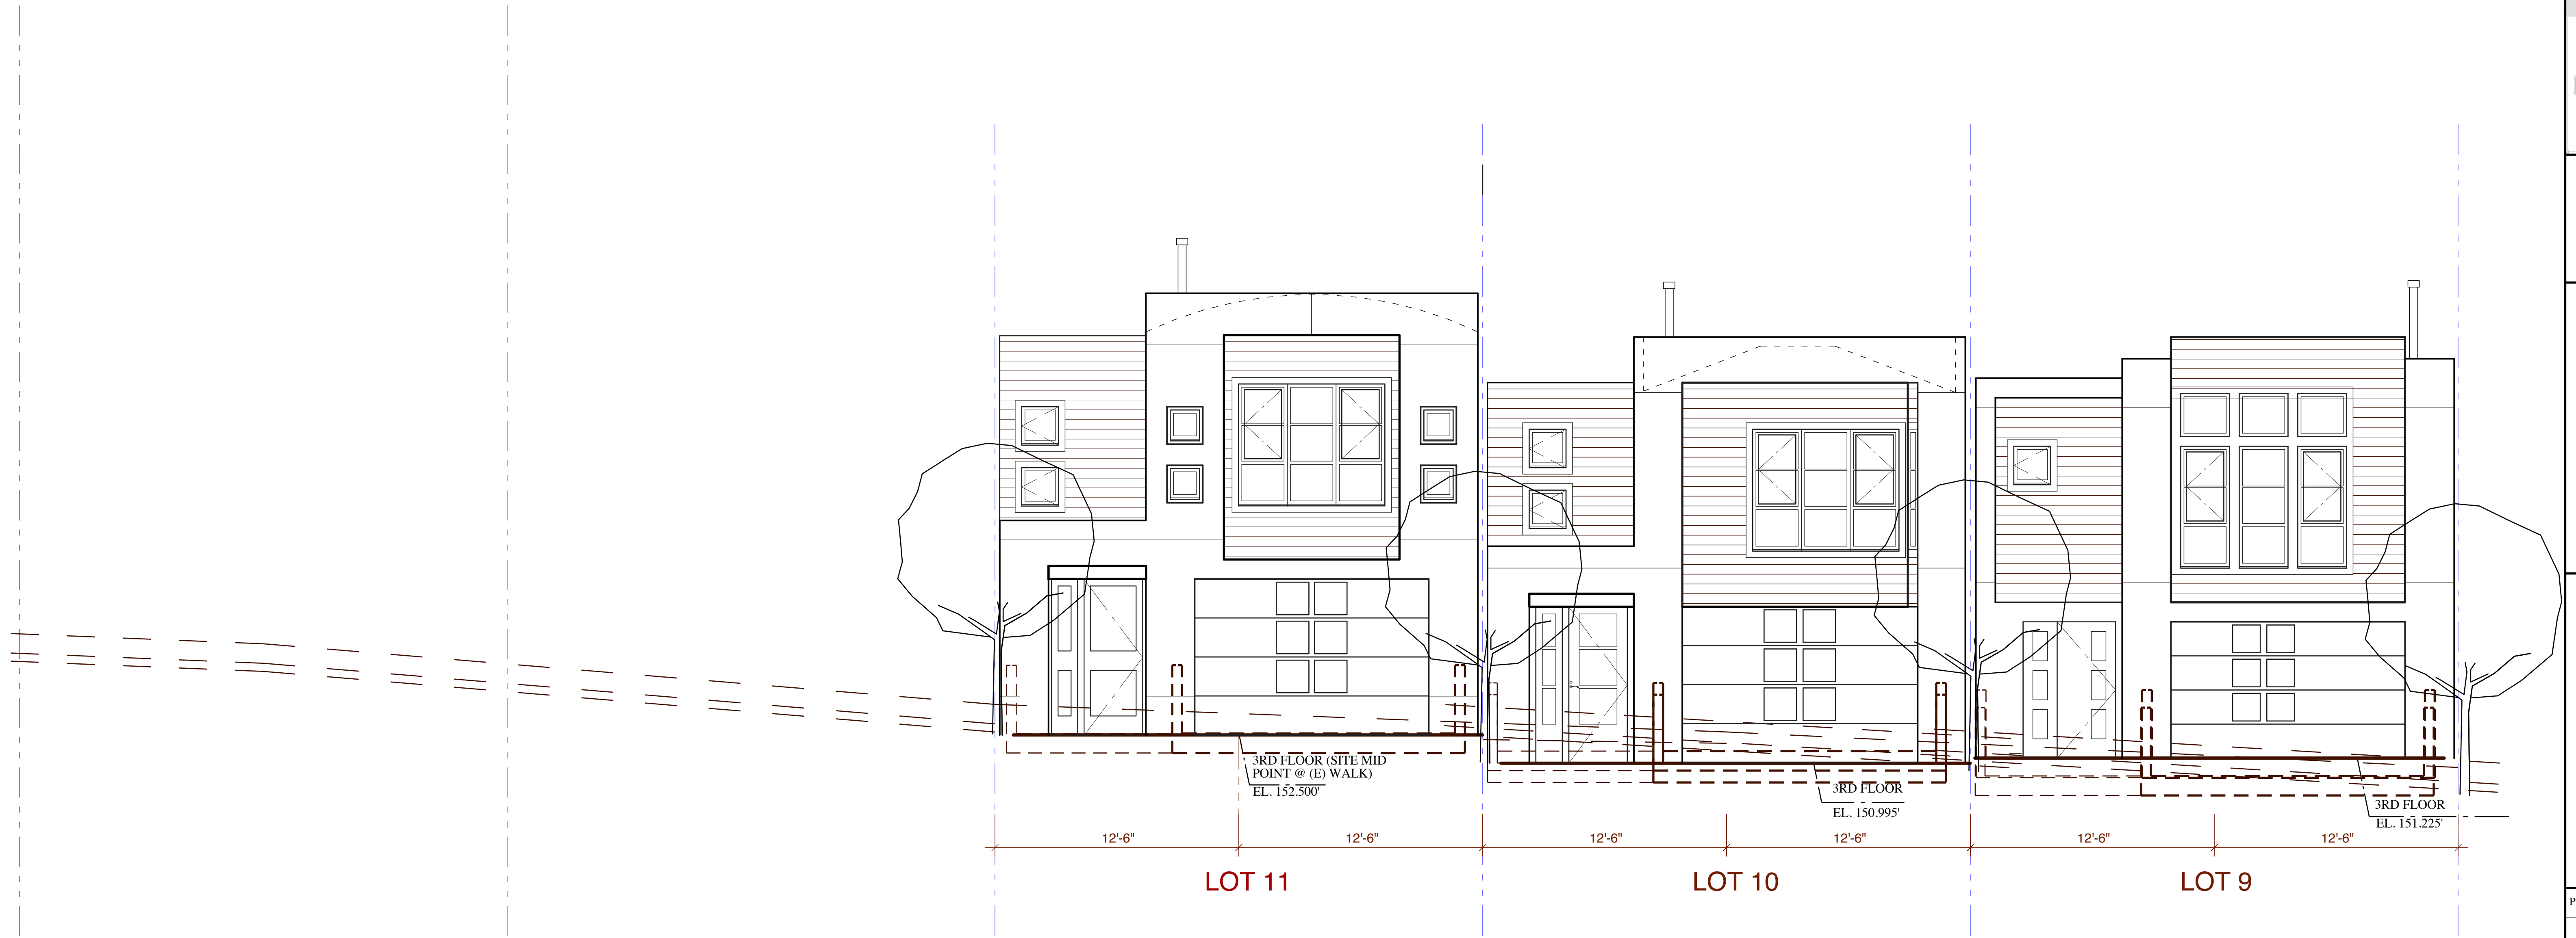 3RD FLOOR (SITE MID
POINT @ (E) WALK)
EL. 152.500'
3RD FLOOR
EL. 150.995'
3RD FLOOR
EL. 151.225'
12'-6"
12'-6"
12'-6"
12'-6"
12'-6"
12'-6"
LOT 11
LOT 10
LOT 9
P